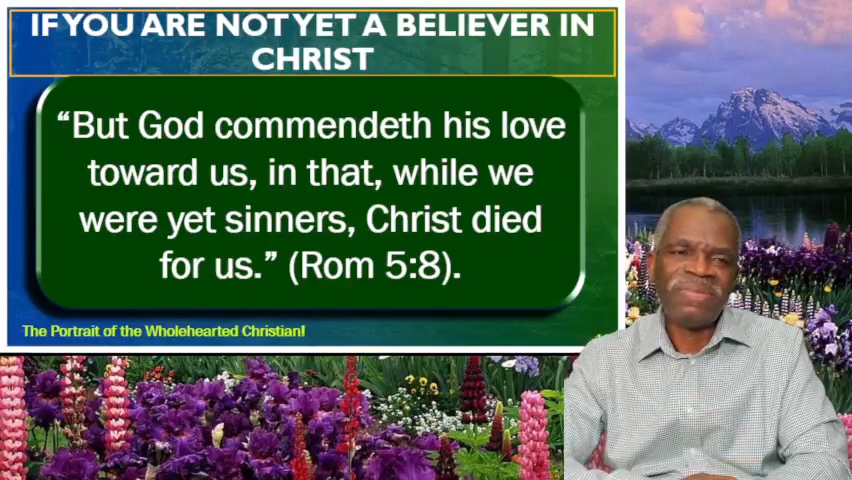 IF YOU ARE NOT YET A BELIEVER IN
CHRIST
“But God commendeth his love
toward us, in that, while we
were yet sinners, Christ died
for us.” (Rom 5:8).
The Portrait of the Wholehearted Christian!